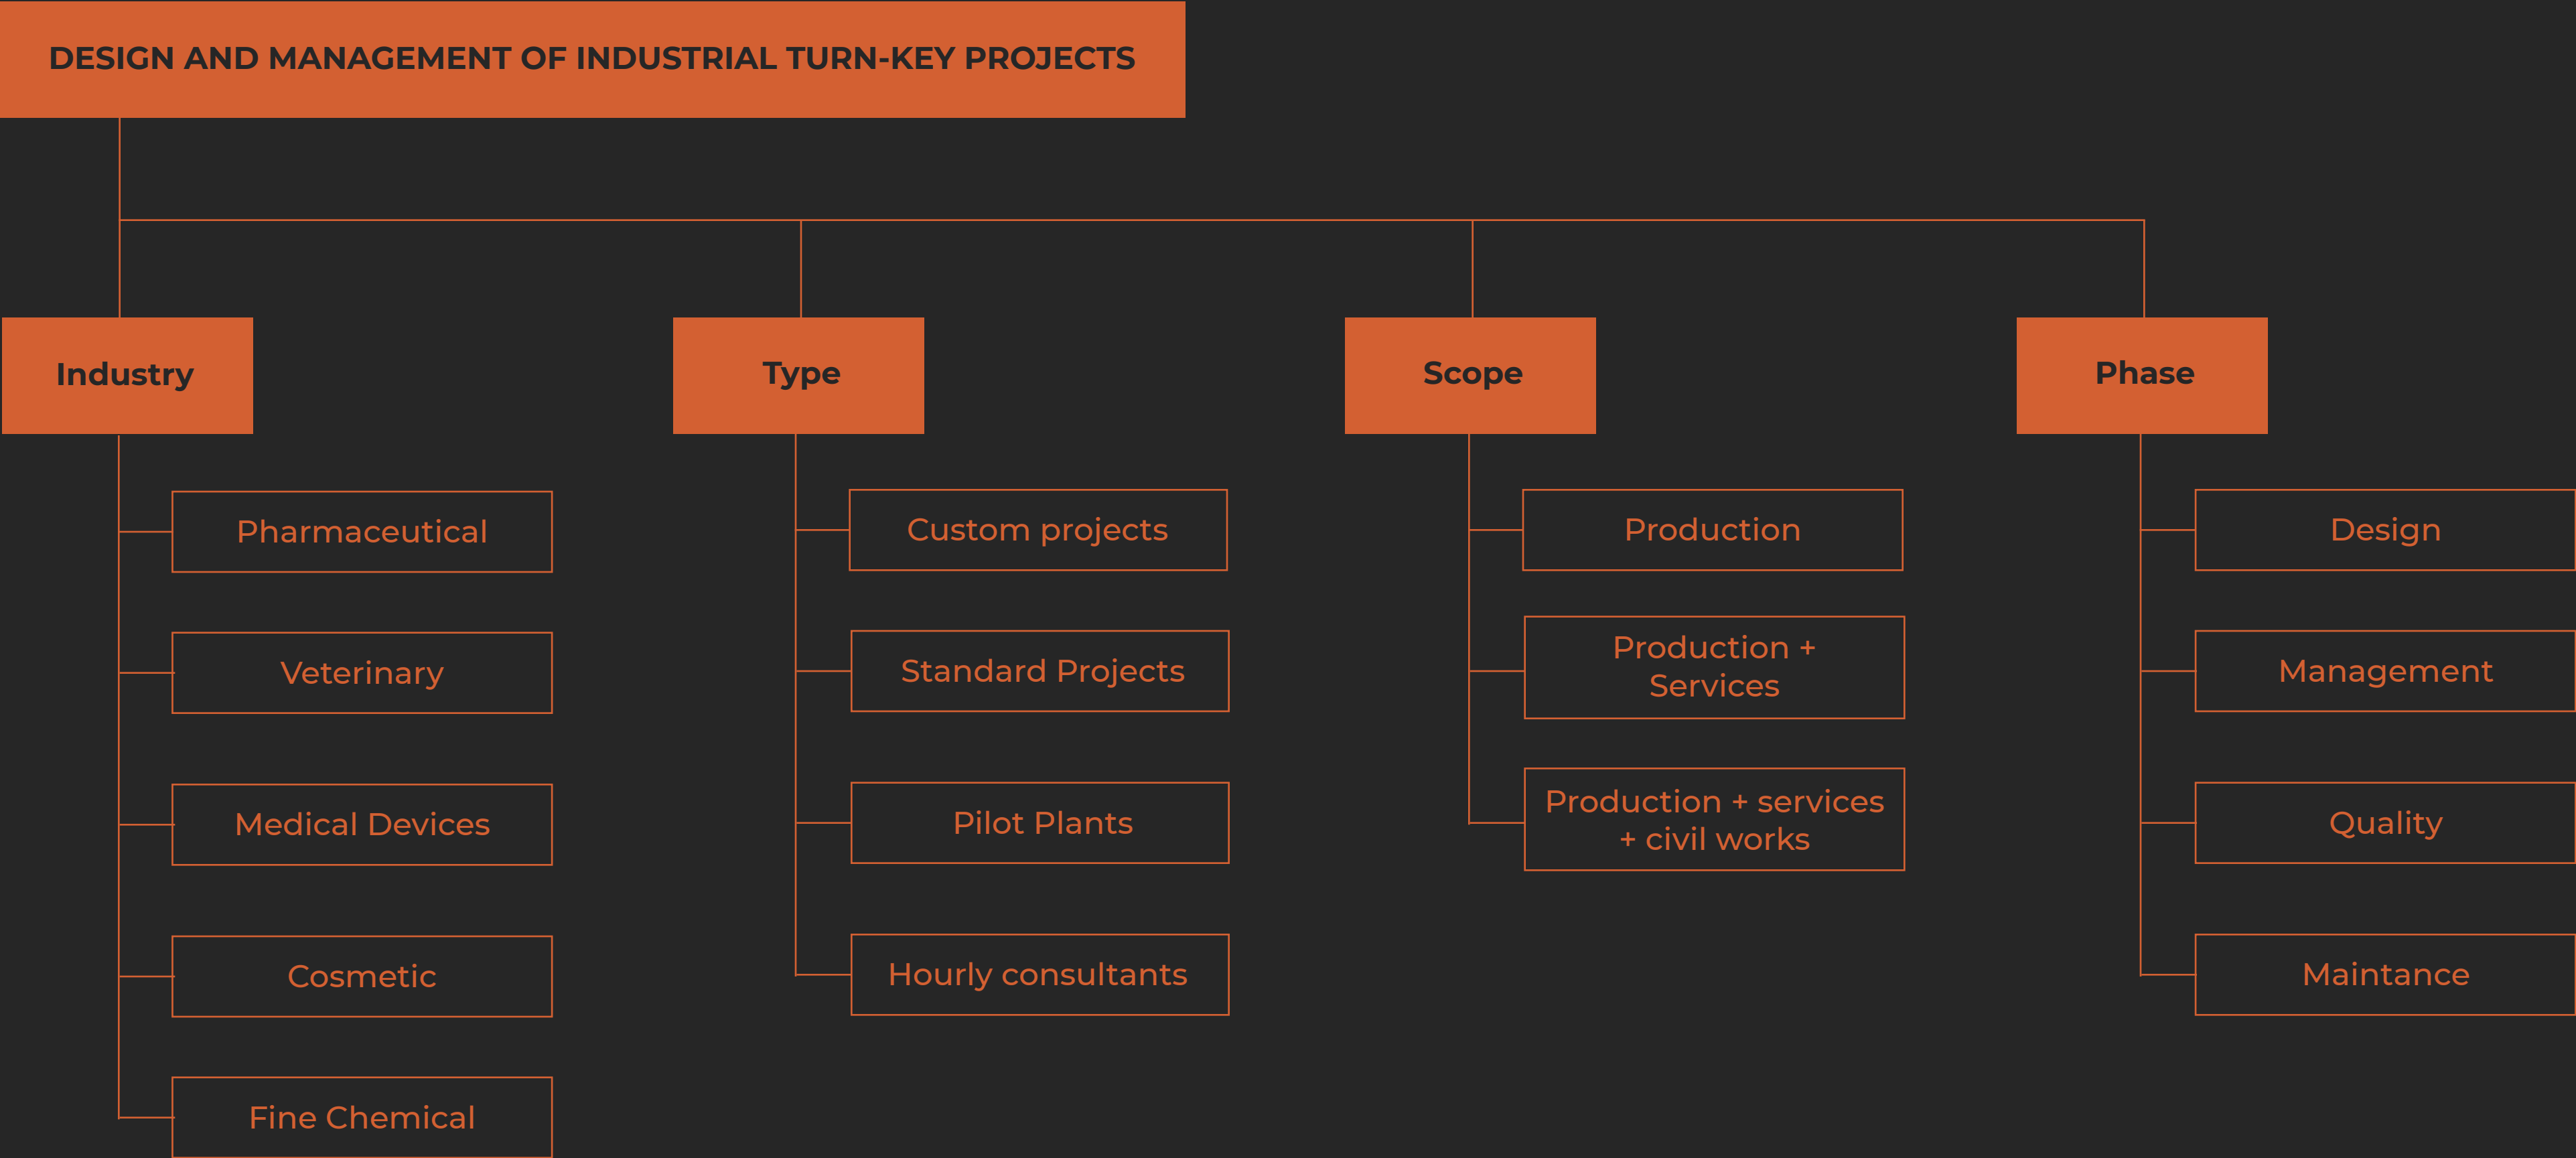 DESIGN AND MANAGEMENT OF INDUSTRIAL TURN-KEY PROJECTS
Industry
Pharmaceutical
Veterinary
Medical Devices
Cosmetic
Fine Chemical
Type
Custom projects
Standard Projects
Pilot Plants
Hourly consultants
Scope
Production
Production +
Services
Production + services
+ civil works
Phase
Design
Management
Quality
Maintance